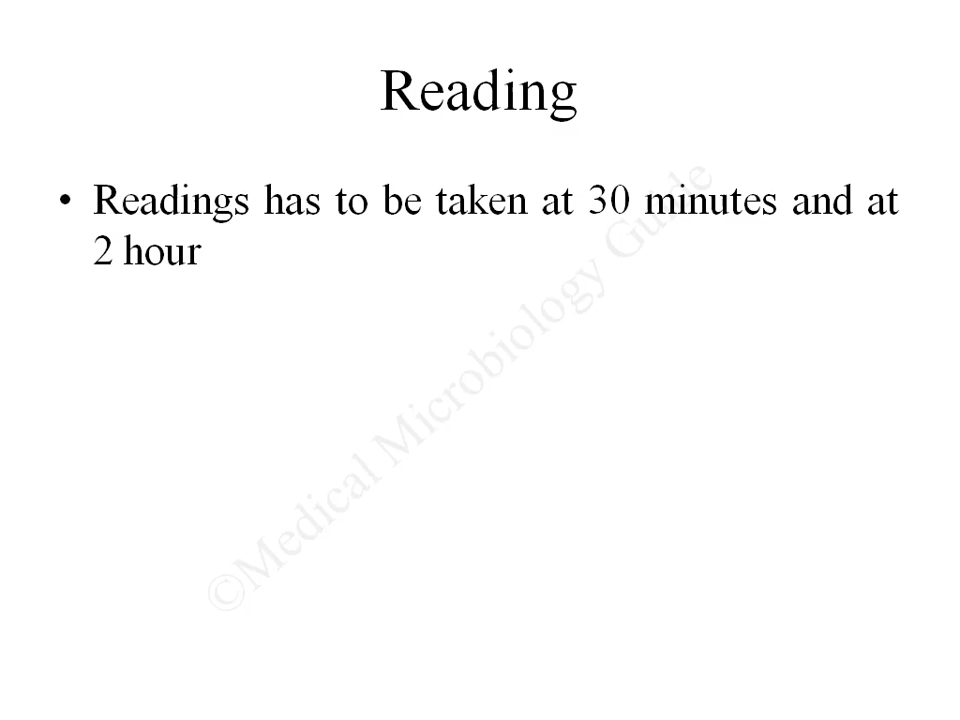 Reading
• Readings has to be taken at 30 minutes and at
2 hour
©Medical Microbiology Guide